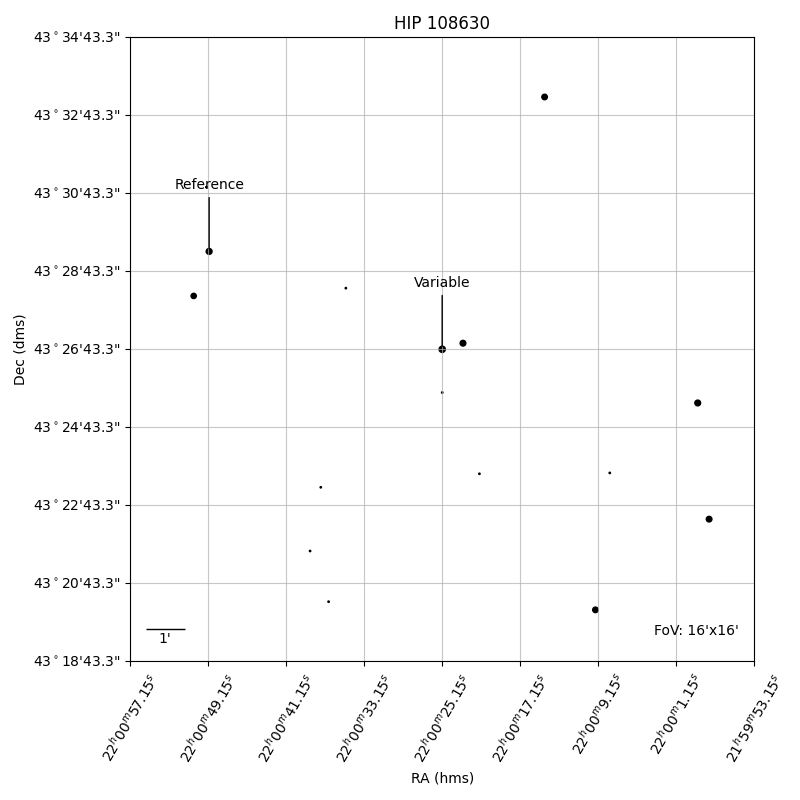 HIP 108630
43°34'43.3"
43°32'43.3"
43°30'43.3"
43°28'43.3"
43°26'43.3"
43°24'43.3"
43°22'43.3"
43°20'43.3"
43°18'43.3"
Dec (dms)
Reference
Variable
1'
FoV: 16'x16'
22ʰ00ᵐ57.15ˢ
22ʰ00ᵐ49.15ˢ
22ʰ00ᵐ41.15ˢ
22ʰ00ᵐ33.15ˢ
22ʰ00ᵐ25.15ˢ
22ʰ00ᵐ17.15ˢ
22ʰ00ᵐ9.15ˢ
22ʰ00ᵐ1.15ˢ
21ʰ59ᵐ53.15ˢ
RA (hms)